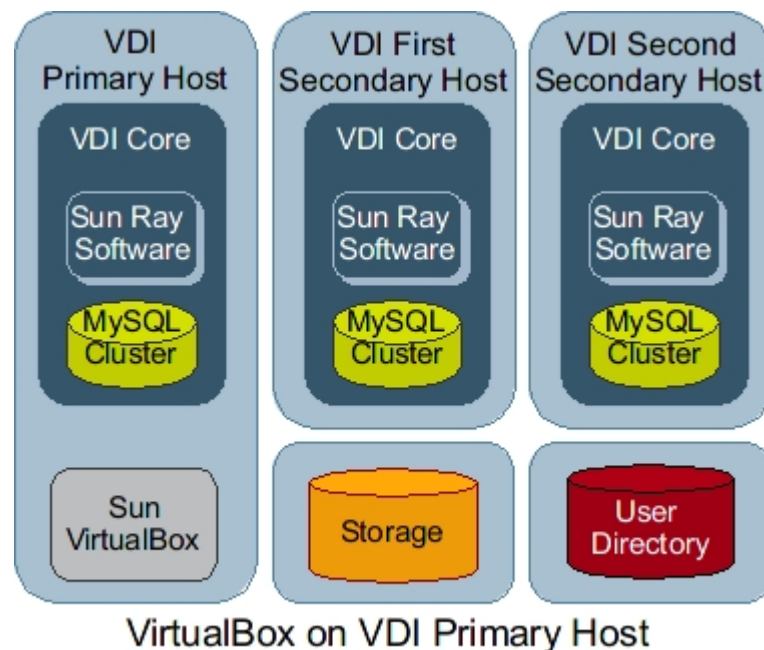 VDI
Primary Host
VDI Core
Sun Ray
Software
MySQL
Cluster
Sun
VirtualBox
VDI First
Secondary Host
VDI Core
Sun Ray
Software
MySQL
Cluster
Storage
VDI Second
Secondary Host
VDI Core
Sun Ray
Software
MySQL
Cluster
User
Directory
VirtualBox on VDI Primary Host